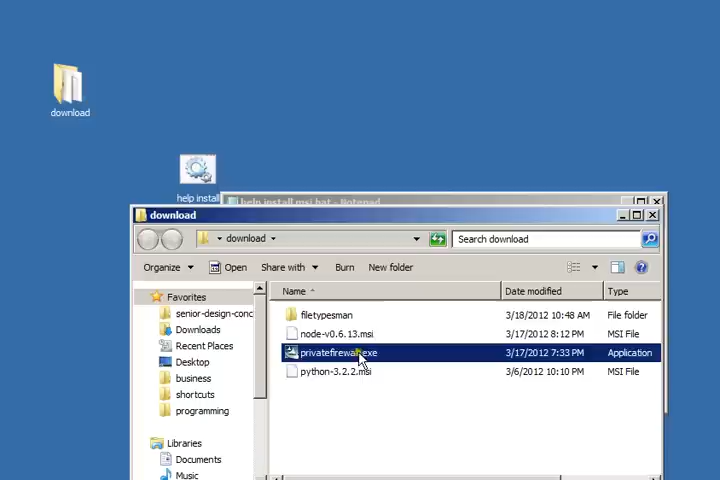 download
help install
help install msi bat - Notepad
download
download
Search download
Organize Open Share with Burn New folder
Name Date modified Type
Favorites
senior-design-conc
Downloads
Recent Places
Desktop
business
shortcuts
programming
Libraries
Documents
Music
filetypesman 3/18/2012 10:48 AM File folder
node-v0.6.13.msi 3/17/2012 8:12 PM MSI File
privatefirewall.exe 3/17/2012 7:33 PM Application
python-3.2.2.msi 3/6/2012 10:10 PM MSI File